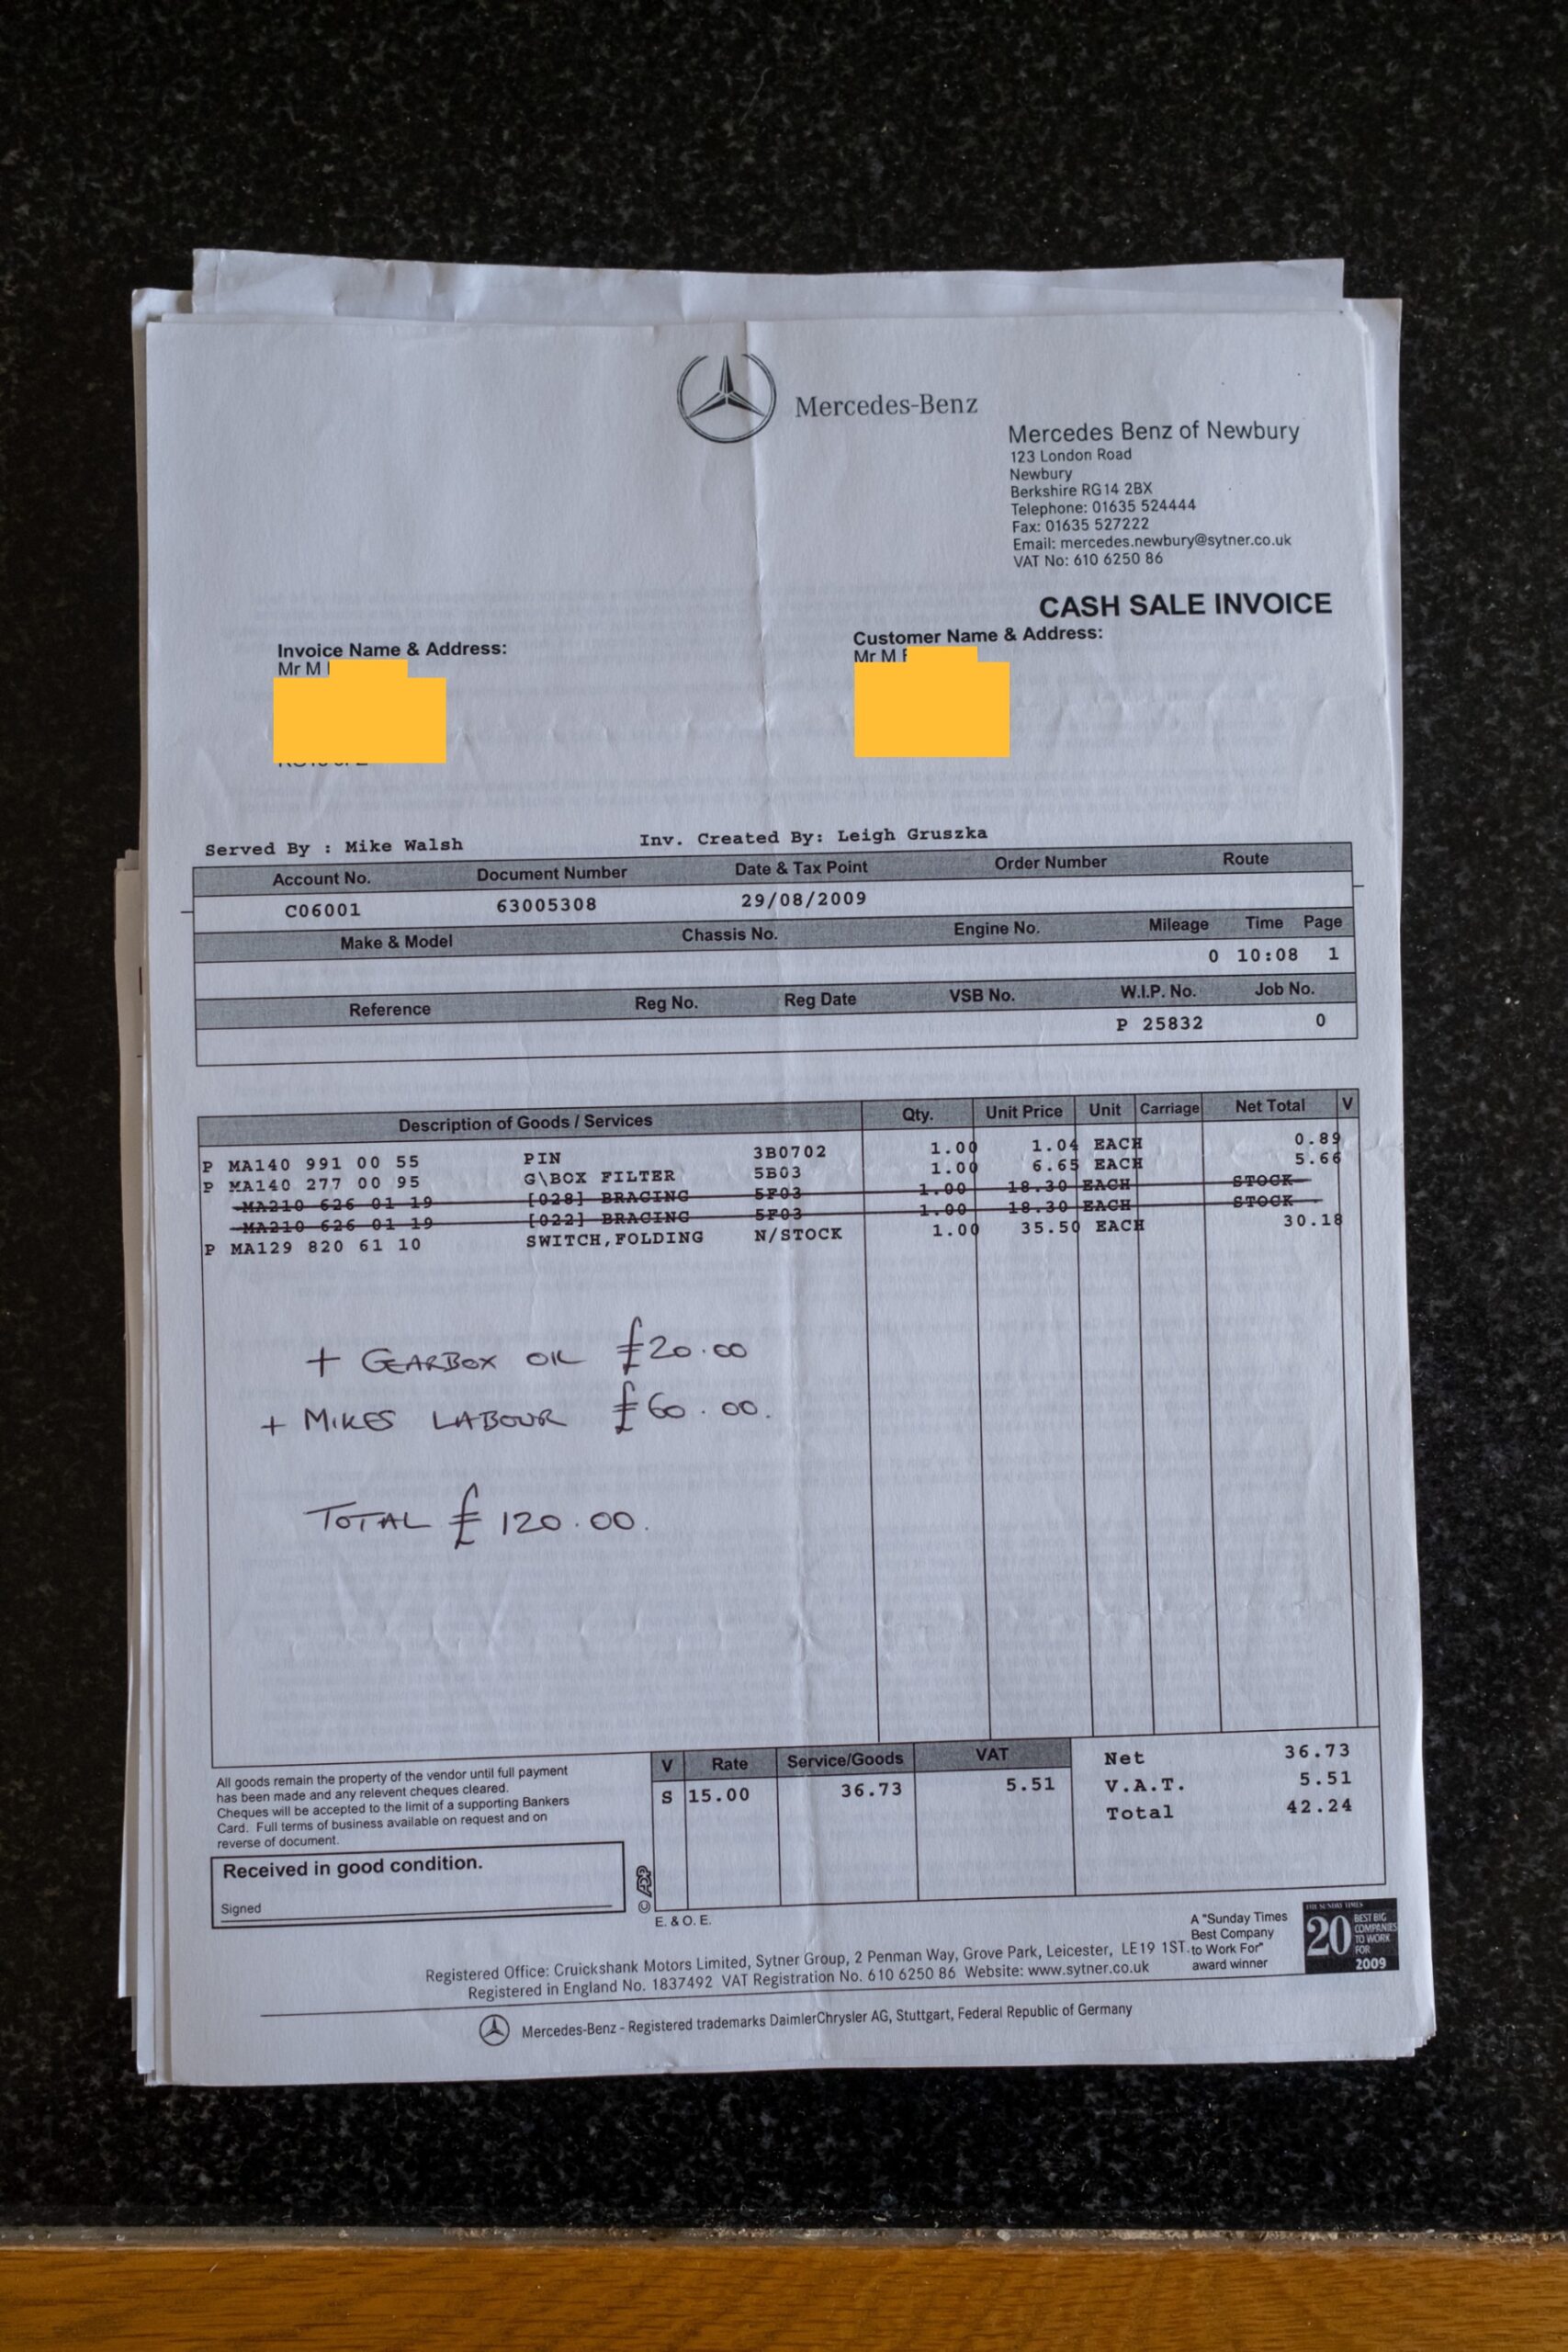 Mercedes-Benz
Mercedes Benz of Newbury
123 London Road
Newbury
Berkshire RG14 2BX
Telephone: 01635 524444
Fax: 01635 527222
Email: mercedes.newbury@sytner.co.uk
VAT No: 610 6250 86
CASH SALE INVOICE
Invoice Name & Address:
Mr M
Customer Name & Address:
Mr M
Served By : Mike Walsh Inv. Created By: Leigh Gruszka
Account No. Document Number Date & Tax Point Order Number Route
C06001 63005308 29/08/2009
Make & Model Chassis No. Engine No. Mileage Time Page
0 10:08 1
Reference Reg No. Reg Date VSB No. W.I.P. No. Job No.
P 25832 0
Description of Goods / Services Qty. Unit Price Unit Carriage Net Total V
P MA140 991 00 55 PIN 3B0702 1.00 1.04 EACH 0.89
P MA140 277 00 95 G\BOX FILTER 5B03 1.00 6.65 EACH 5.66
MA210 626 01 19 [028] BRACING 5F03 1.00 18.30 EACH STOCK
MA210 626 01 19 [022] BRACING 5F03 1.00 18.30 EACH STOCK
P MA129 820 61 10 SWITCH,FOLDING N/STOCK 1.00 35.50 EACH 30.18
+ GEARBOX OIL £20.00
+ MIKES LABOUR £60.00.
TOTAL £120.00.
All goods remain the property of the vendor until full payment
has been made and any relevent cheques cleared.
Cheques will be accepted to the limit of a supporting Bankers
Card. Full terms of business available on request and on
reverse of document.
Received in good condition.
Signed
V Rate Service/Goods VAT
S 15.00 36.73 5.51
Net 36.73
V.A.T. 5.51
Total 42.24
© ADP
E. & O. E.
A "Sunday Times
Best Company
to Work For"
award winner
THE SUNDAY TIMES
20 BEST BIG
COMPANIES
TO WORK
FOR
2009
Registered Office: Cruickshank Motors Limited, Sytner Group, 2 Penman Way, Grove Park, Leicester, LE19 1ST.
Registered in England No. 1837492 VAT Registration No. 610 6250 86 Website: www.sytner.co.uk
Mercedes-Benz - Registered trademarks DaimlerChrysler AG, Stuttgart, Federal Republic of Germany